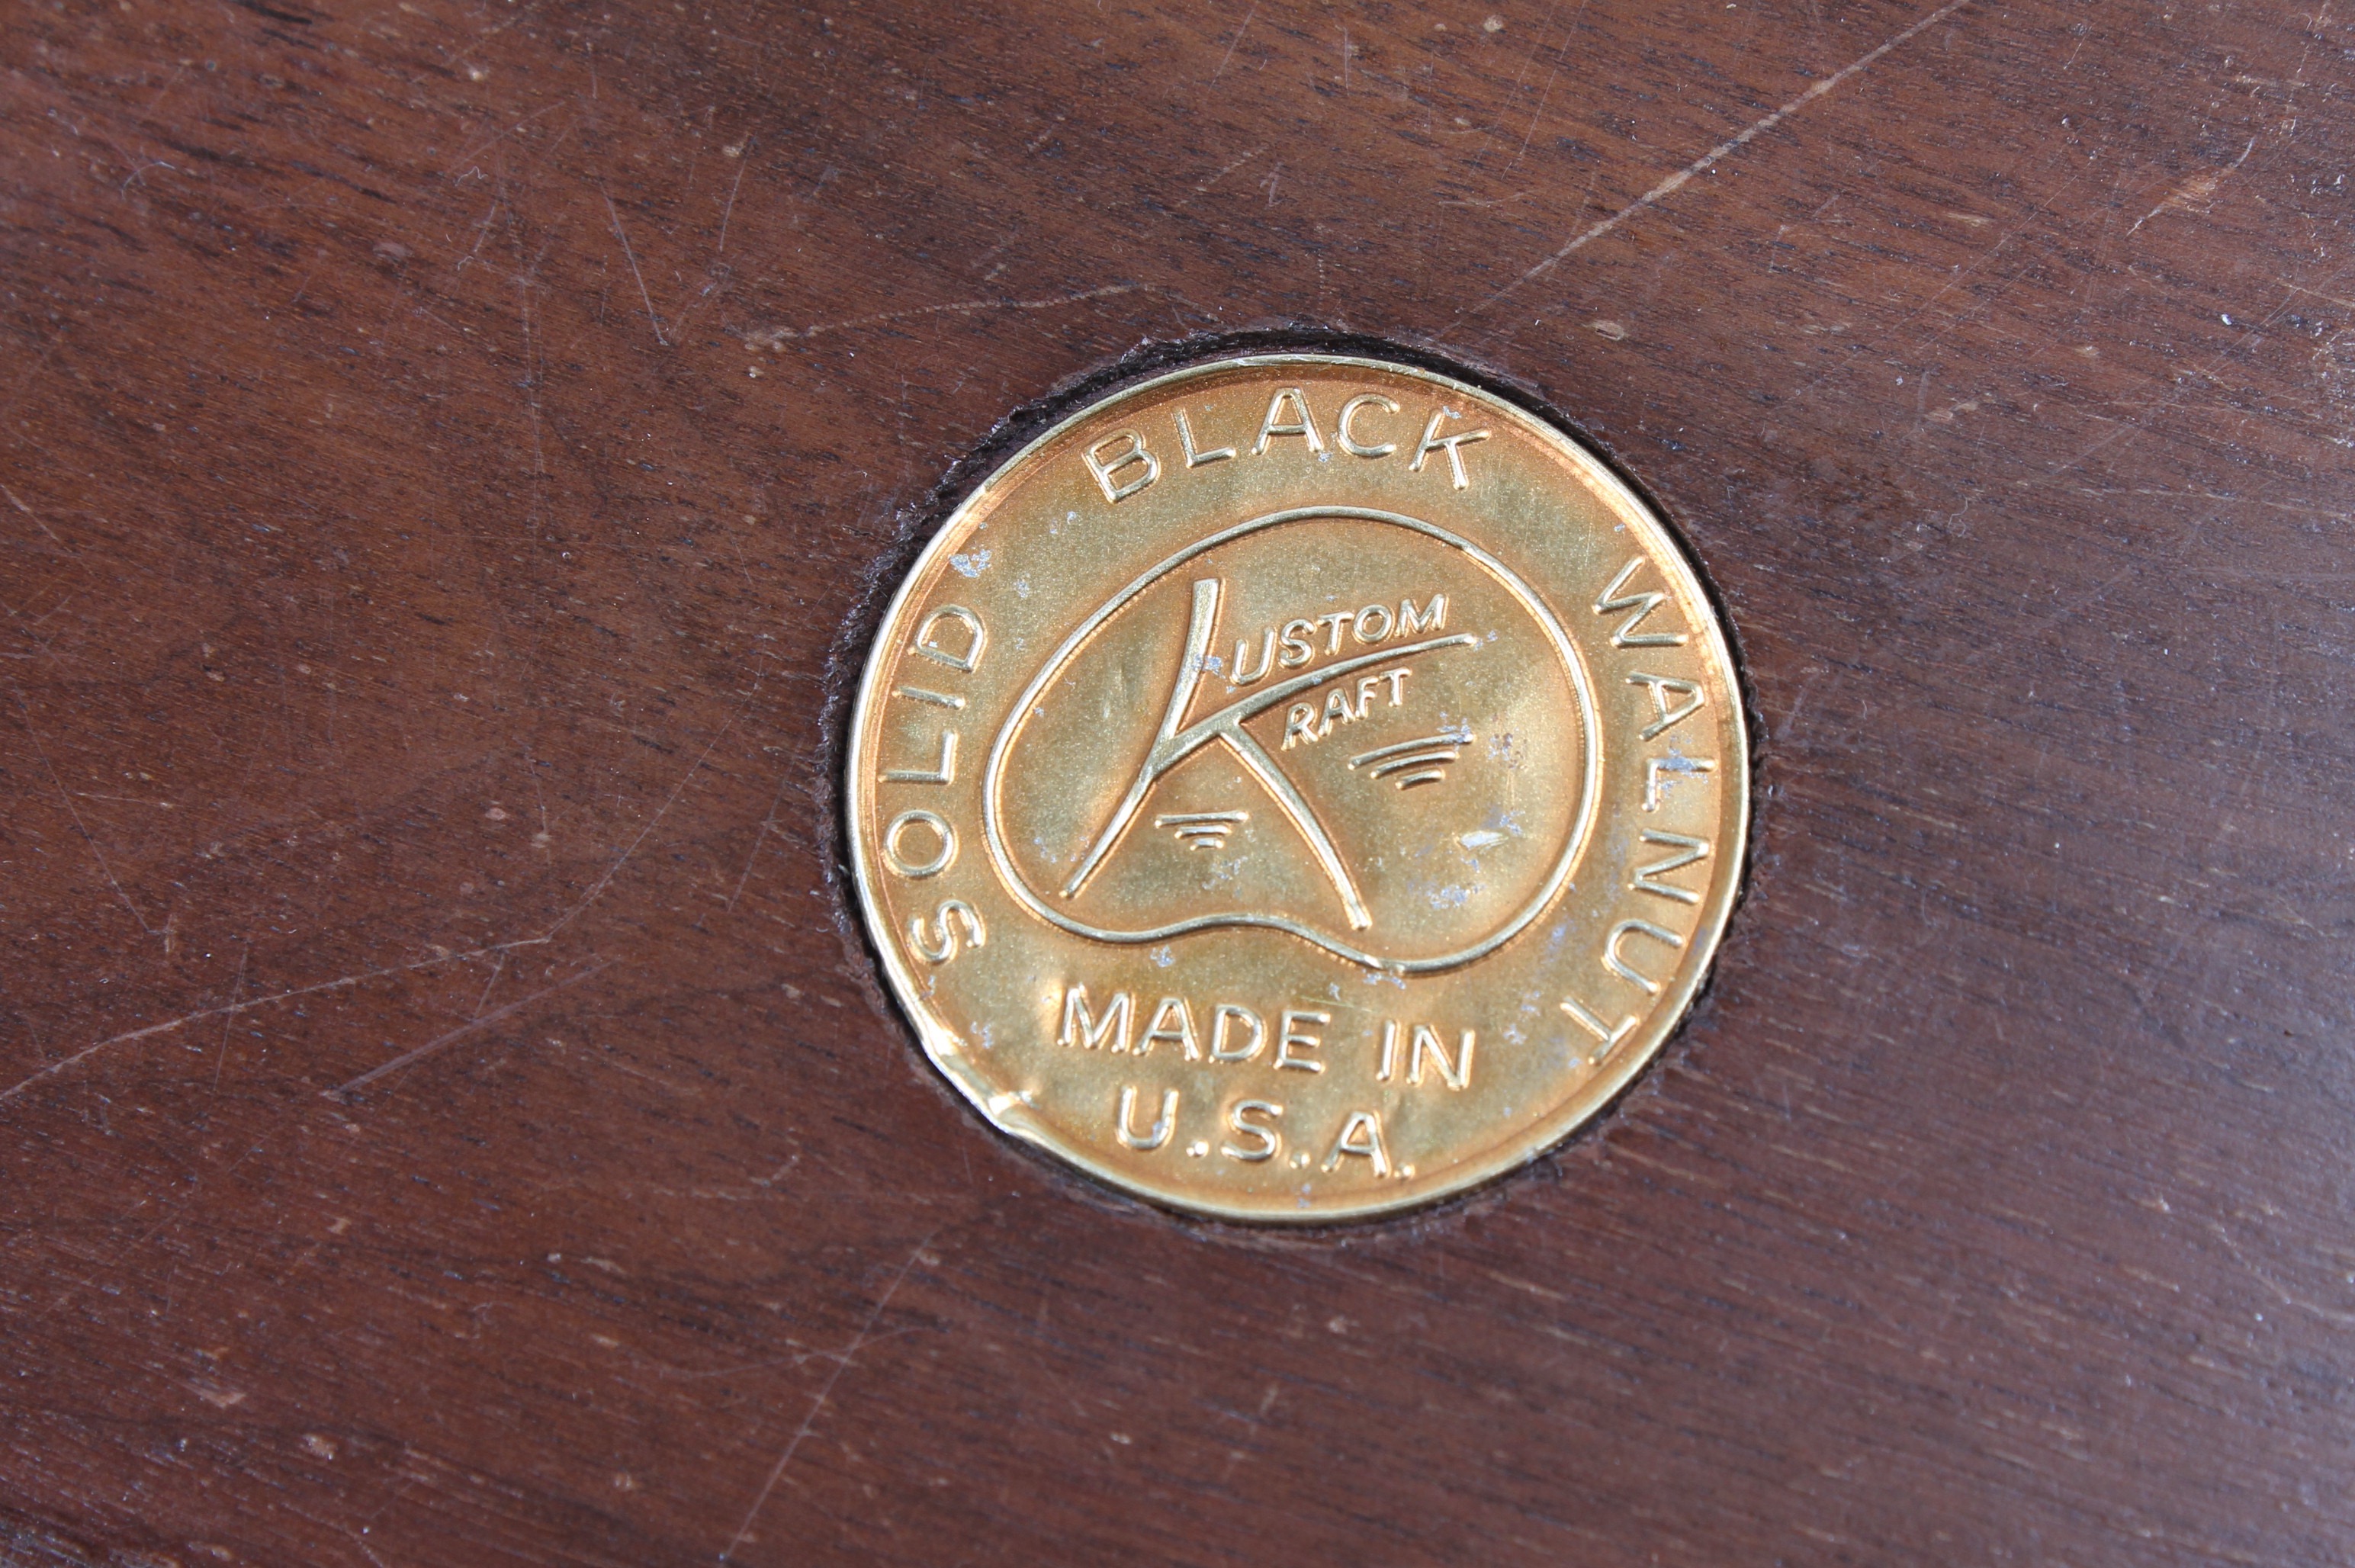 SOLID BLACK WALNUT
KUSTOM
KRAFT
MADE IN
U.S.A.